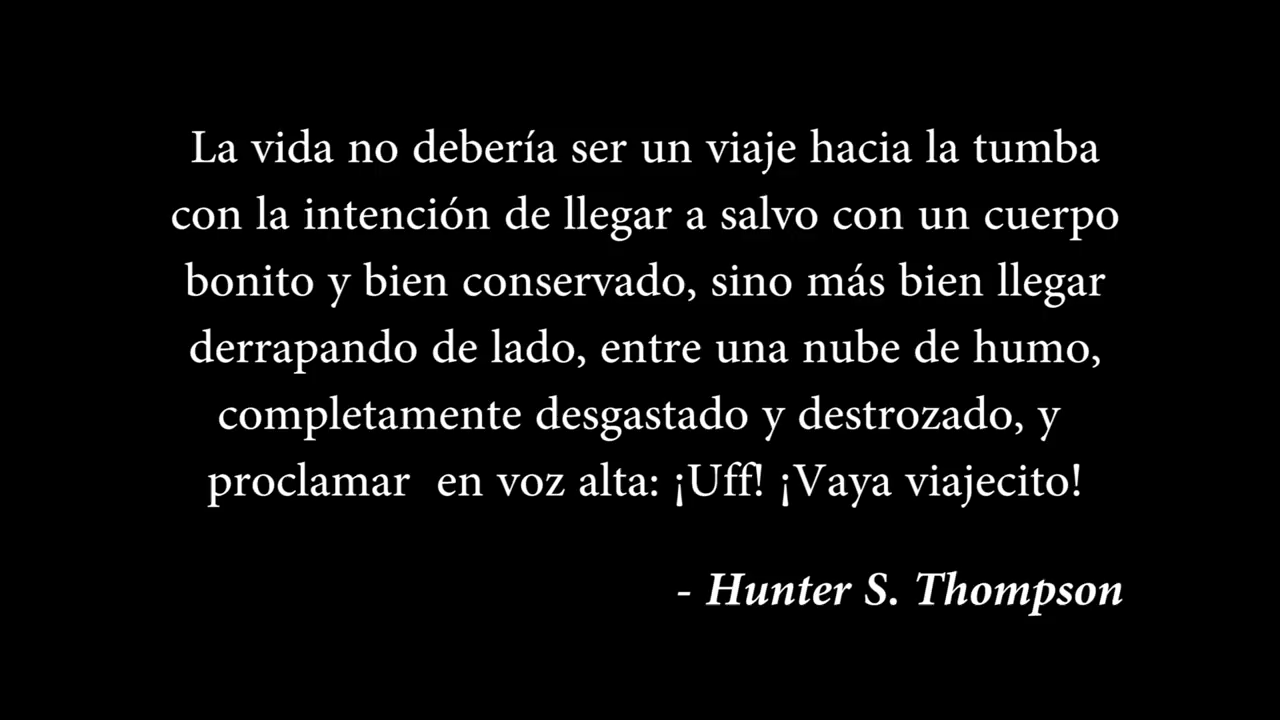 La vida no debería ser un viaje hacia la tumba
con la intención de llegar a salvo con un cuerpo
bonito y bien conservado, sino más bien llegar
derrapando de lado, entre una nube de humo,
completamente desgastado y destrozado, y
proclamar  en voz alta: ¡Uff! ¡Vaya viajecito!
- Hunter S. Thompson